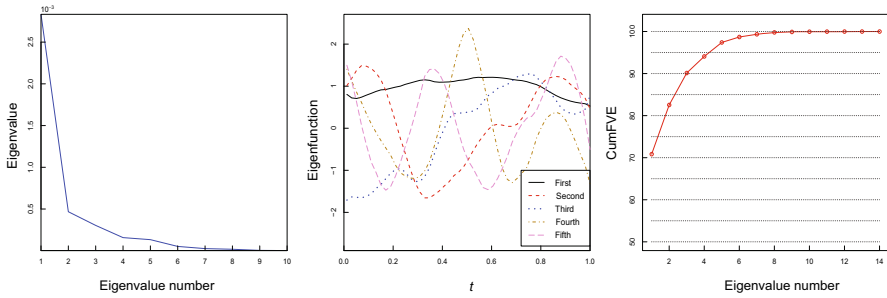 10⁻³
2.5
2.0
1.5
1.0
0.5
Eigenvalue
1 2 3 4 5 6 7 8 9 10
Eigenvalue number
2
1
0
−1
−2
Eigenfunction
First
Second
Third
Fourth
Fifth
0.0 0.2 0.4 0.6 0.8 1.0
t
100
90
80
70
60
50
CumFVE
2 4 6 8 10 12 14
Eigenvalue number